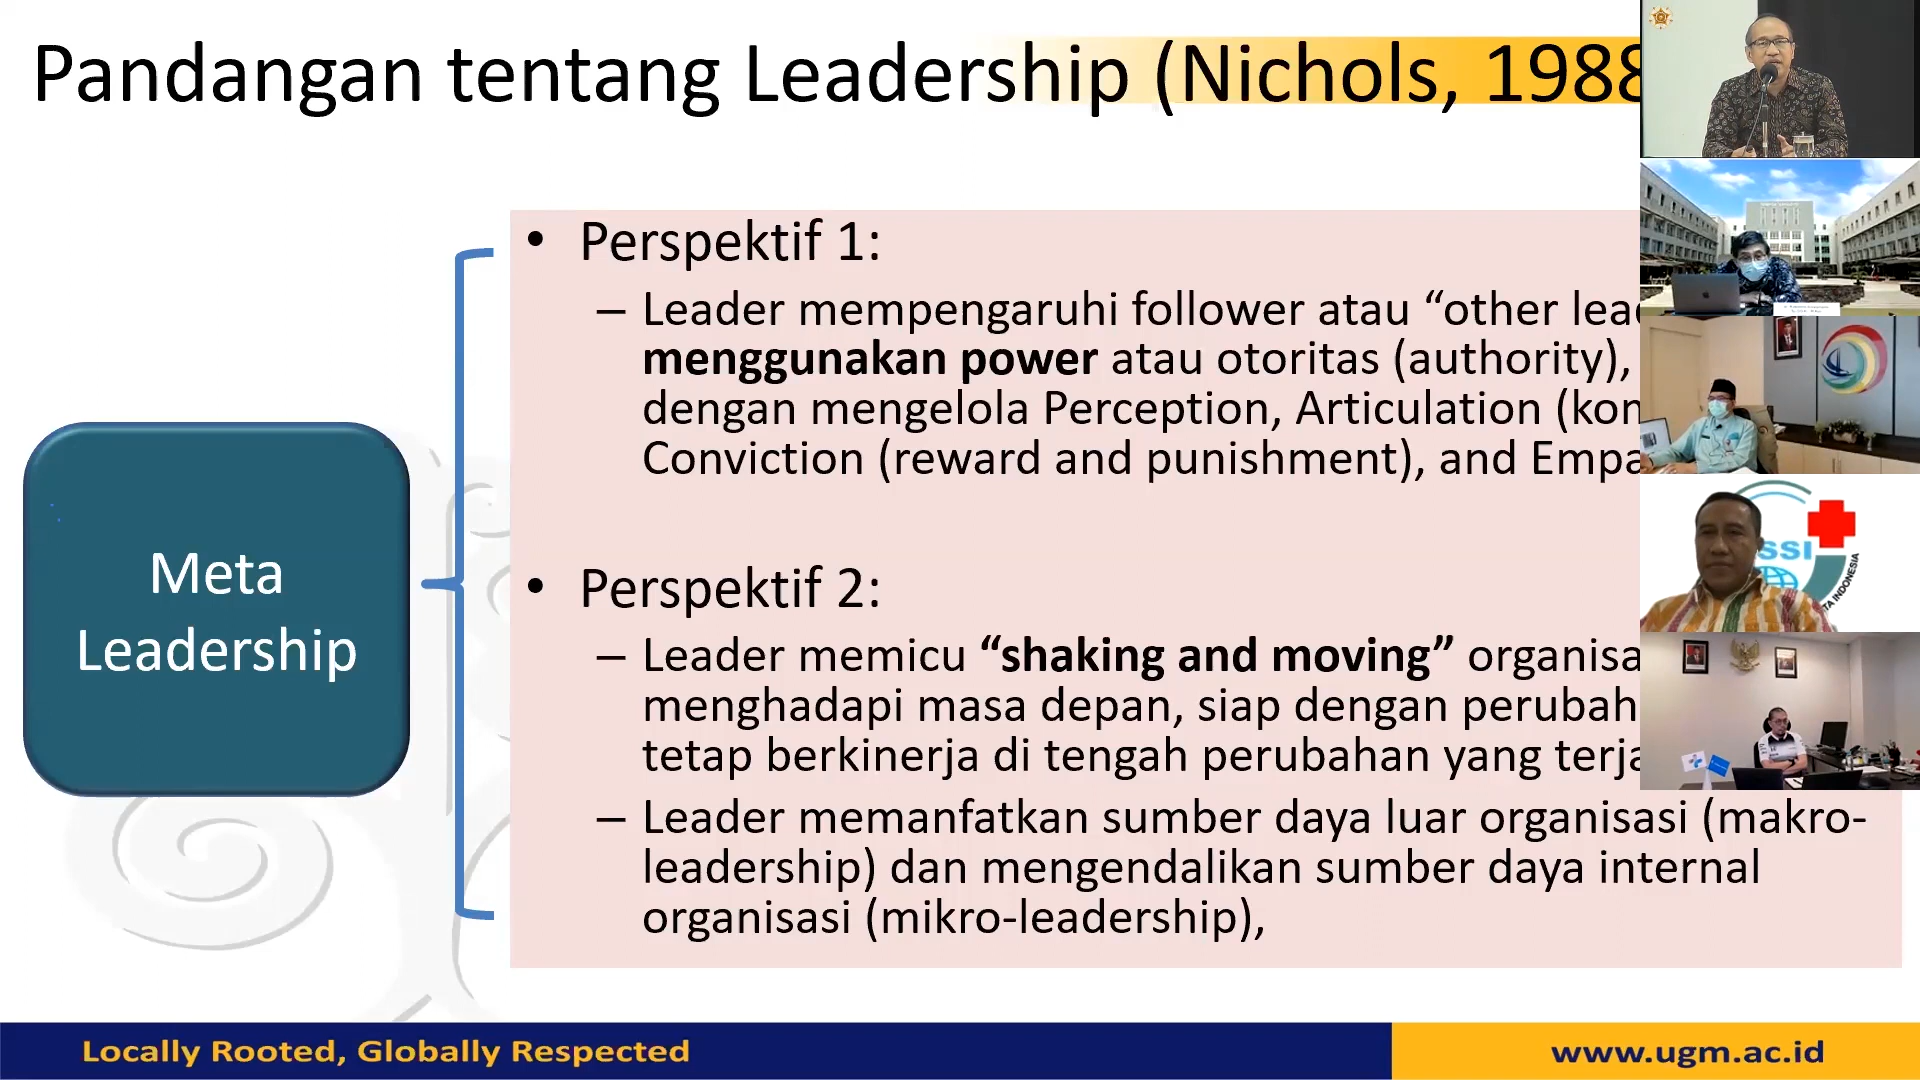 Pandangan tentang Leadership (Nichols, 1988
Meta
Leadership
• Perspektif 1:
– Leader mempengaruhi follower atau “other lea
menggunakan power atau otoritas (authority),
dengan mengelola Perception, Articulation (kon
Conviction (reward and punishment), and Empa
• Perspektif 2:
– Leader memicu “shaking and moving” organisa
menghadapi masa depan, siap dengan perubah
tetap berkinerja di tengah perubahan yang terja
– Leader memanfatkan sumber daya luar organisasi (makro-
leadership) dan mengendalikan sumber daya internal
organisasi (mikro-leadership),
SSI
TA INDONESIA
Locally Rooted, Globally Respected
www.ugm.ac.id